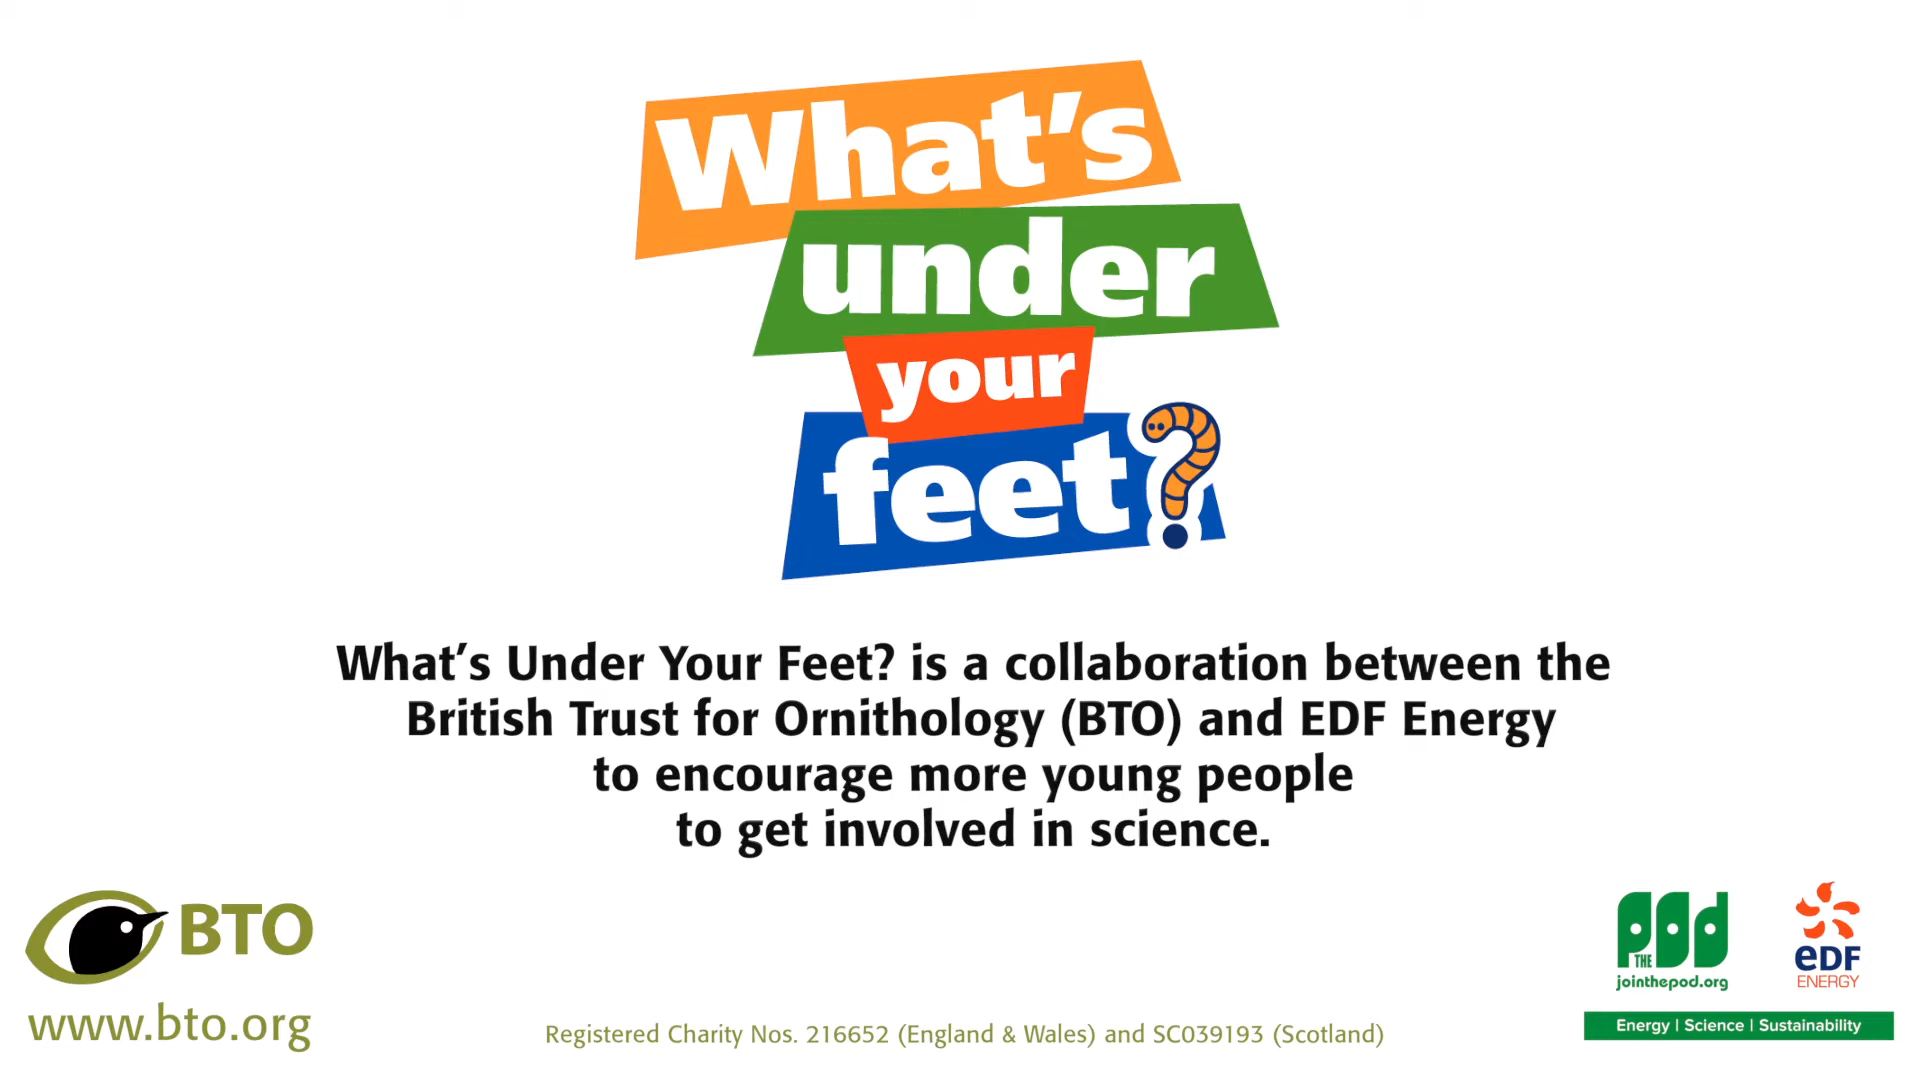 What's
under
your
feet?
What's Under Your Feet? is a collaboration between the
British Trust for Ornithology (BTO) and EDF Energy
to encourage more young people
to get involved in science.
BTO
www.bto.org
Registered Charity Nos. 216652 (England & Wales) and SC039193 (Scotland)
THE pod
jointhepod.org
eDF
ENERGY
Energy | Science | Sustainability